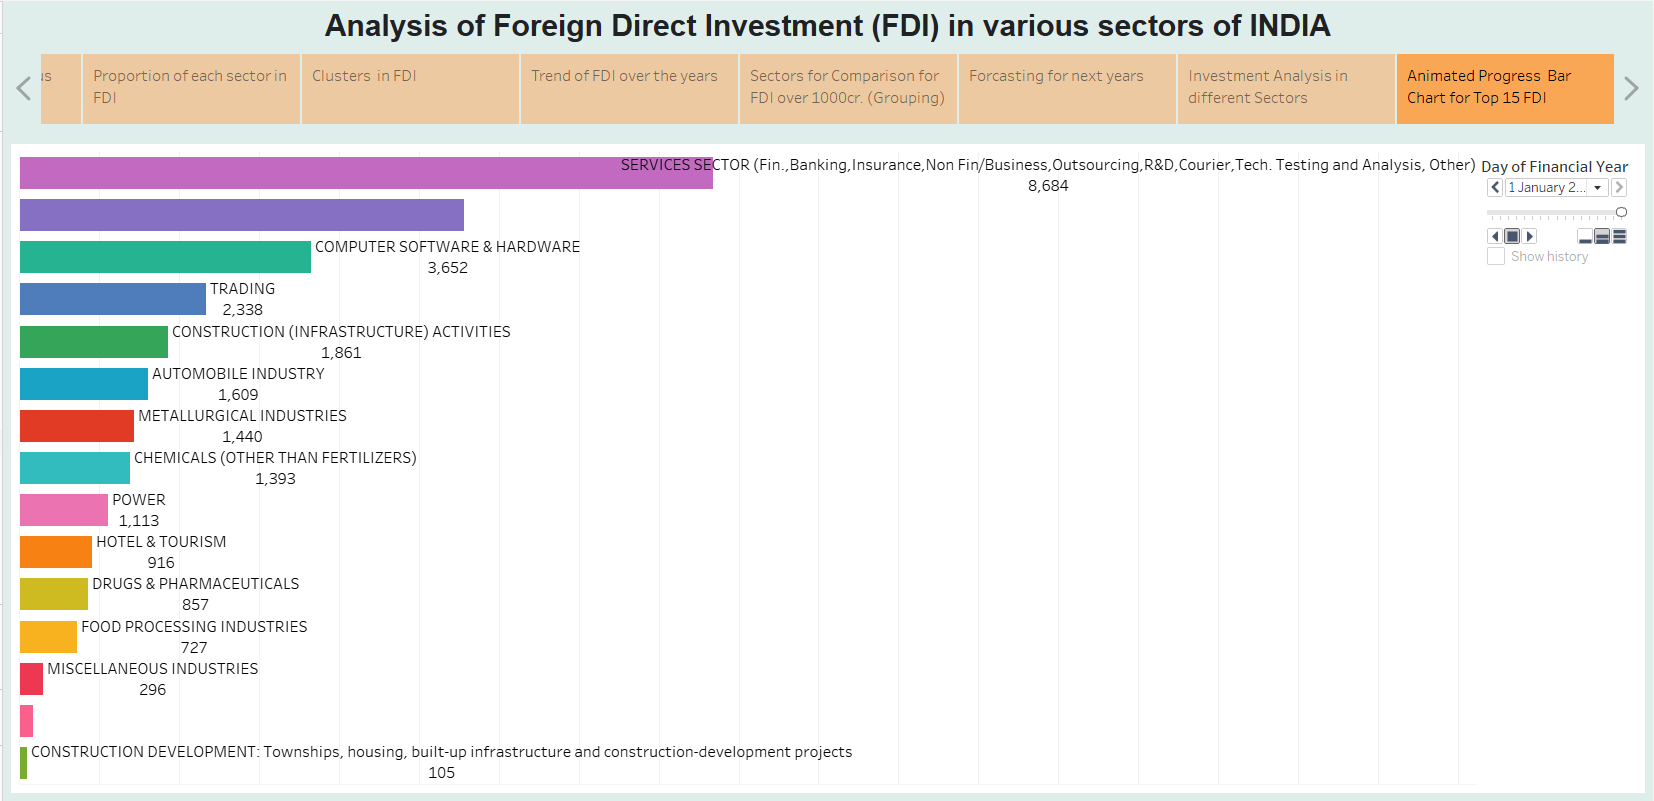 Analysis of Foreign Direct Investment (FDI) in various sectors of INDIA
Proportion of each sector in
FDI
Clusters in FDI
Trend of FDI over the years
Sectors for Comparison for
FDI over 1000cr. (Grouping)
Forcasting for next years
Investment Analysis in
different Sectors
Animated Progress Bar
Chart for Top 15 FDI
SERVICES SECTOR (Fin.,Banking,Insurance,Non Fin/Business,Outsourcing,R&D,Courier,Tech. Testing and Analysis, Other)
8,684
Day of Financial Year
1 January 2...
Show history
COMPUTER SOFTWARE & HARDWARE
3,652
TRADING
2,338
CONSTRUCTION (INFRASTRUCTURE) ACTIVITIES
1,861
AUTOMOBILE INDUSTRY
1,609
METALLURGICAL INDUSTRIES
1,440
CHEMICALS (OTHER THAN FERTILIZERS)
1,393
POWER
1,113
HOTEL & TOURISM
916
DRUGS & PHARMACEUTICALS
857
FOOD PROCESSING INDUSTRIES
727
MISCELLANEOUS INDUSTRIES
296
CONSTRUCTION DEVELOPMENT: Townships, housing, built-up infrastructure and construction-development projects
105